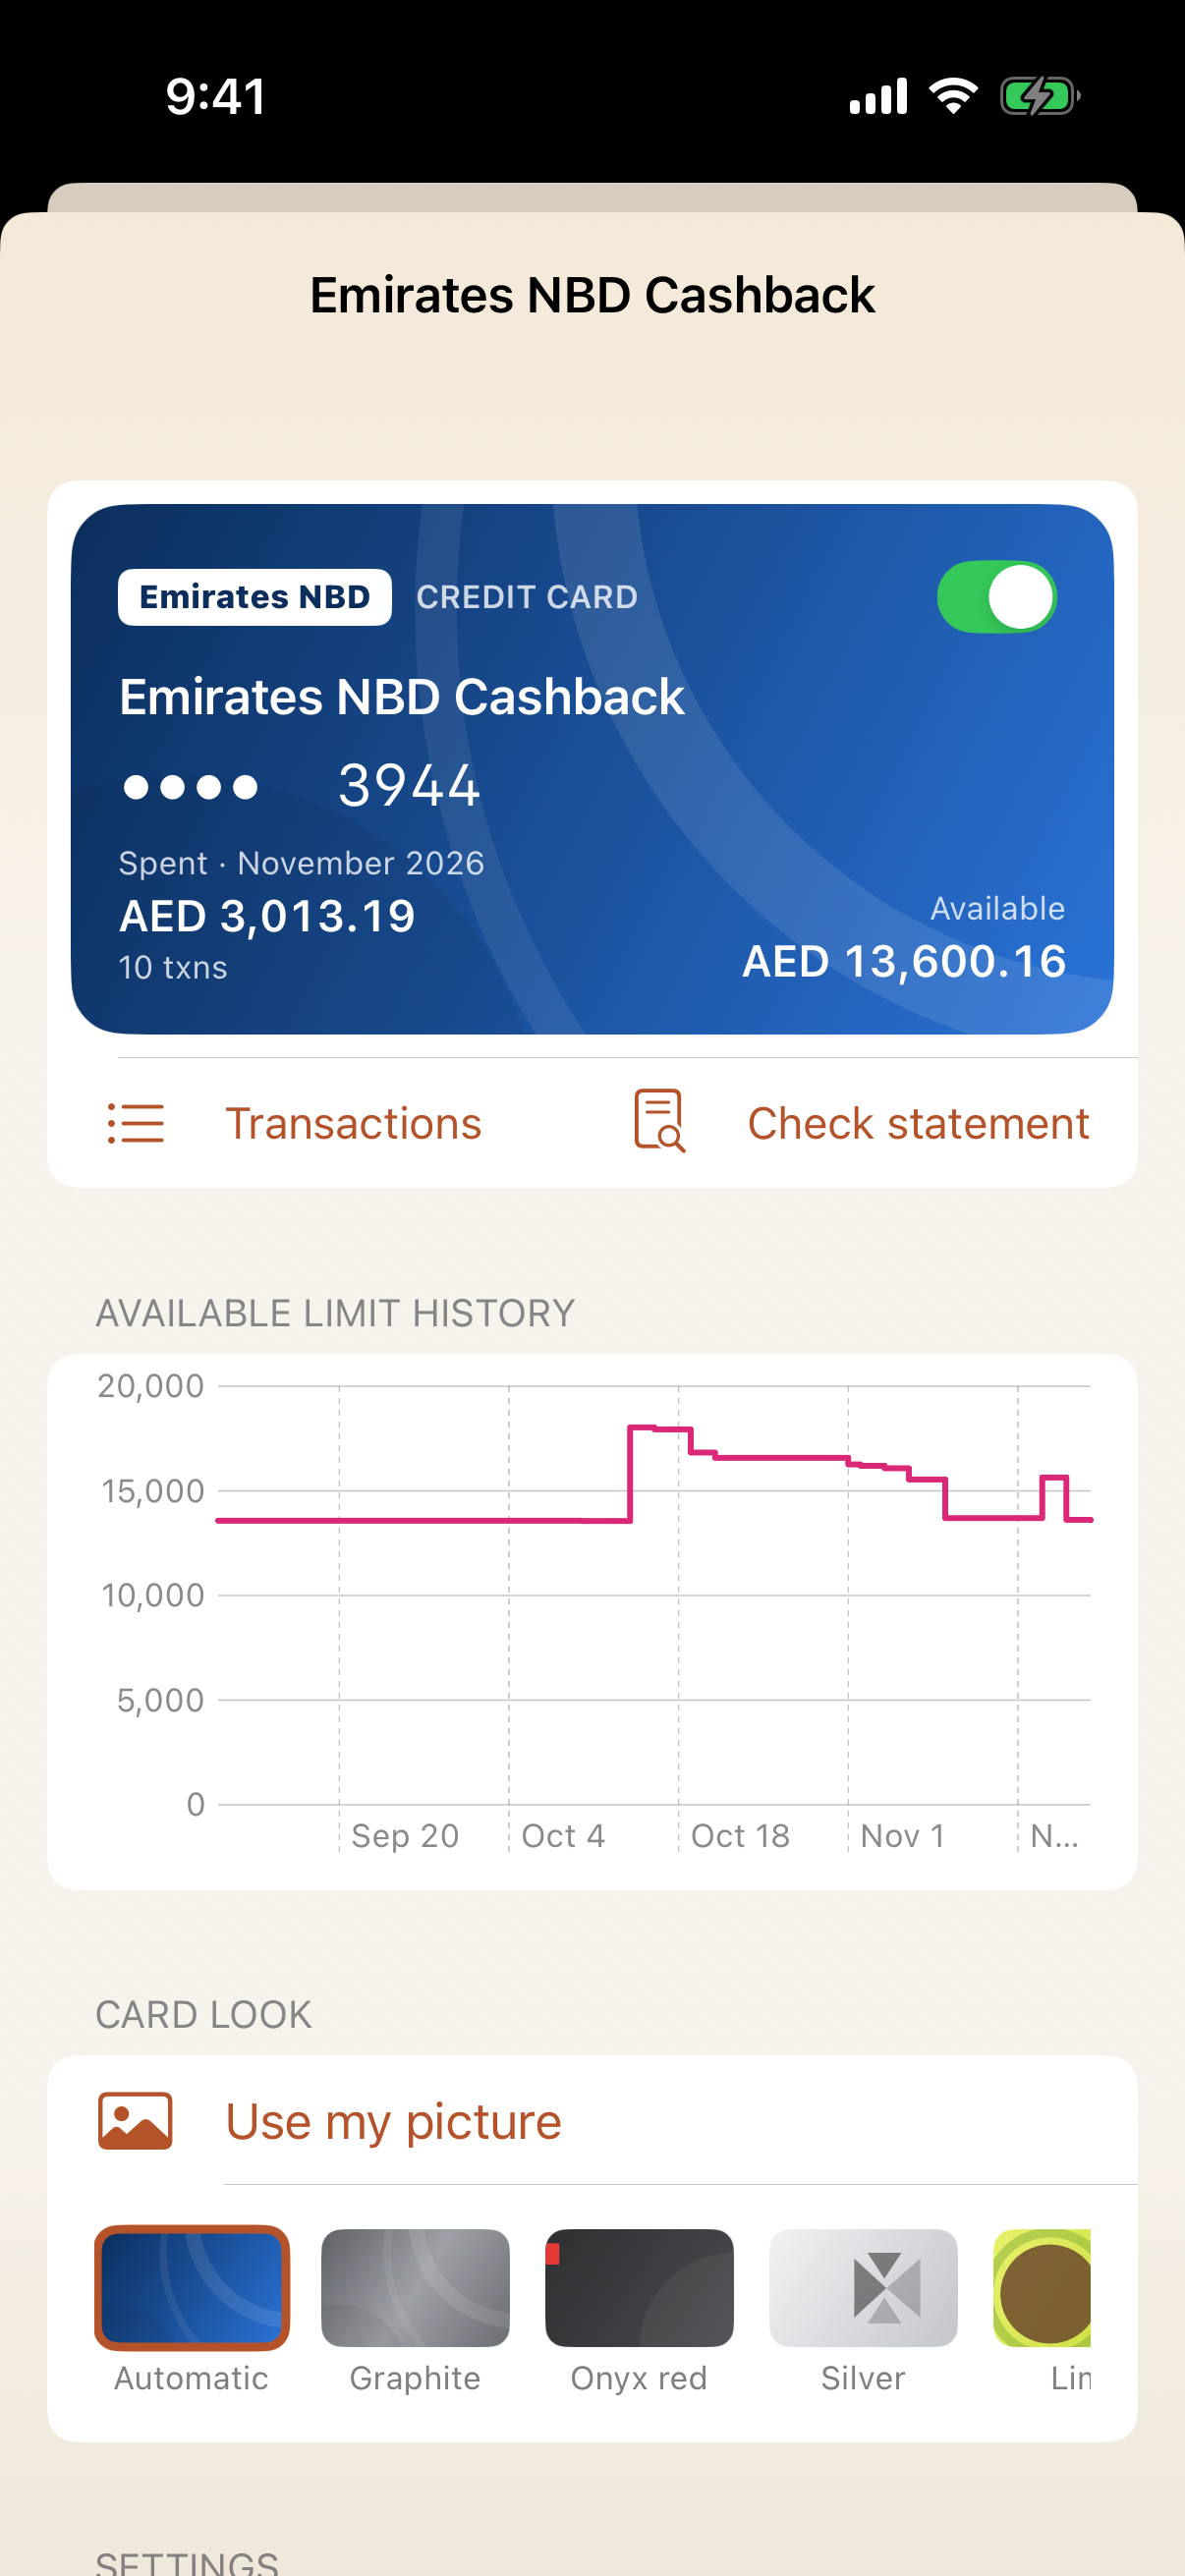 9:41
Emirates NBD Cashback
Emirates NBD CREDIT CARD
Emirates NBD Cashback
•••• 3944
Spent · November 2026
AED 3,013.19
10 txns
Available
AED 13,600.16
Transactions
Check statement
AVAILABLE LIMIT HISTORY
20,000
15,000
10,000
5,000
0
Sep 20
Oct 4
Oct 18
Nov 1
N...
CARD LOOK
Use my picture
Automatic
Graphite
Onyx red
Silver
SETTINGS